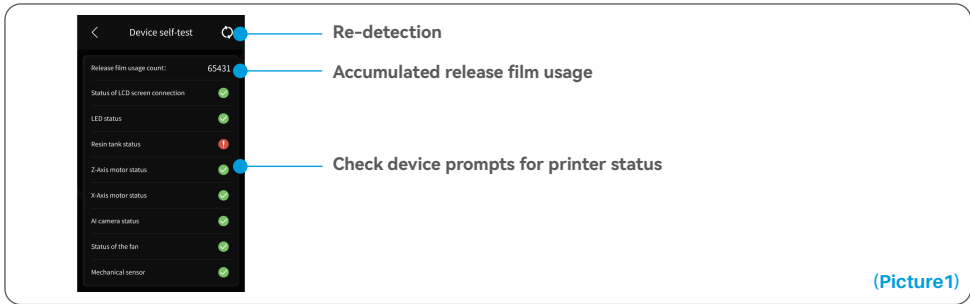 Device self-test
Re-detection
Release film usage count: 65431
Accumulated release film usage
Status of LCD screen connection
LED status
Resin tank status
Z-Axis motor status
Check device prompts for printer status
X-Axis motor status
AI camera status
Status of the fan
Mechanical sensor
(Picture1)